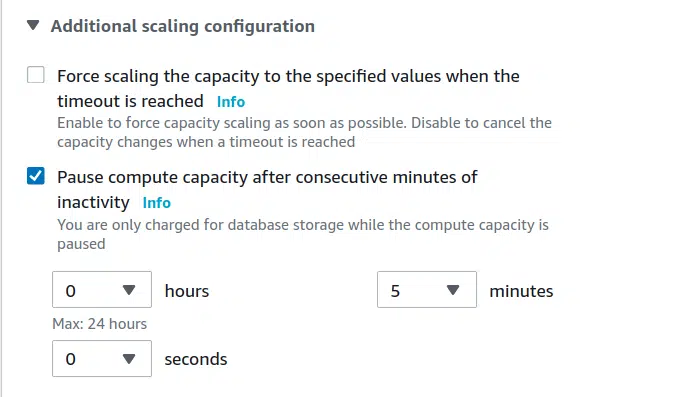 Additional scaling configuration
Force scaling the capacity to the specified values when the
timeout is reached Info
Enable to force capacity scaling as soon as possible. Disable to cancel the
capacity changes when a timeout is reached
Pause compute capacity after consecutive minutes of
inactivity Info
You are only charged for database storage while the compute capacity is
paused
0 hours 5 minutes
Max: 24 hours
0 seconds